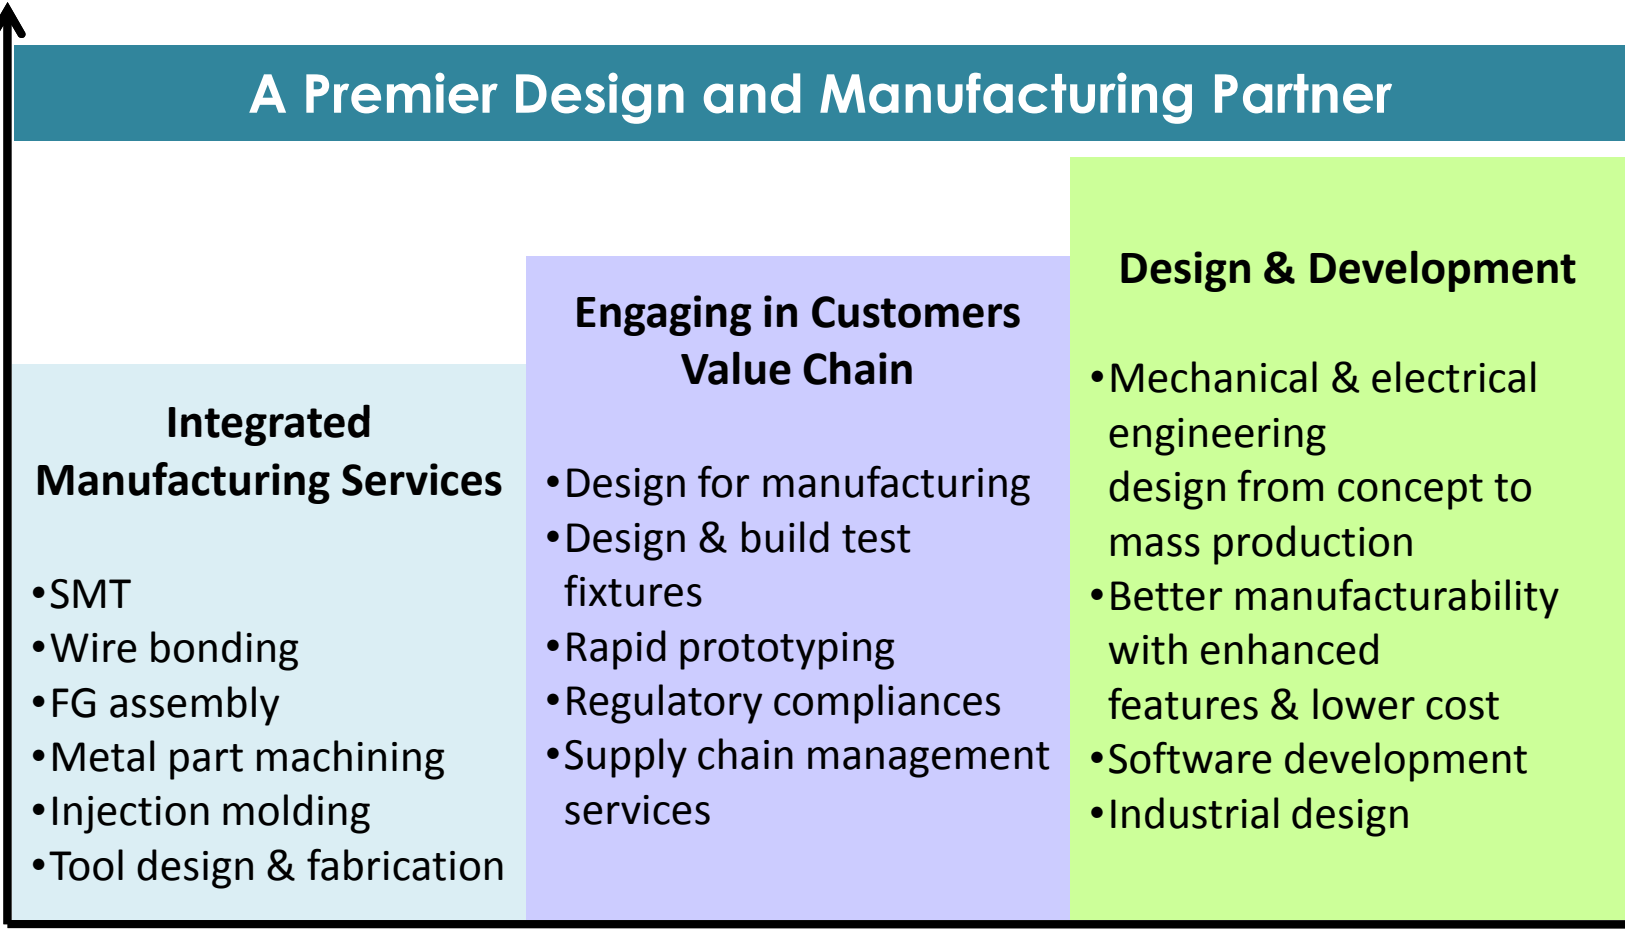 A Premier Design and Manufacturing Partner
Integrated
Manufacturing Services
•SMT
•Wire bonding
•FG assembly
•Metal part machining
•Injection molding
•Tool design & fabrication
Engaging in Customers
Value Chain
•Design for manufacturing
•Design & build test
fixtures
•Rapid prototyping
•Regulatory compliances
•Supply chain management
services
Design & Development
•Mechanical & electrical
engineering
design from concept to
mass production
•Better manufacturability
with enhanced
features & lower cost
•Software development
•Industrial design